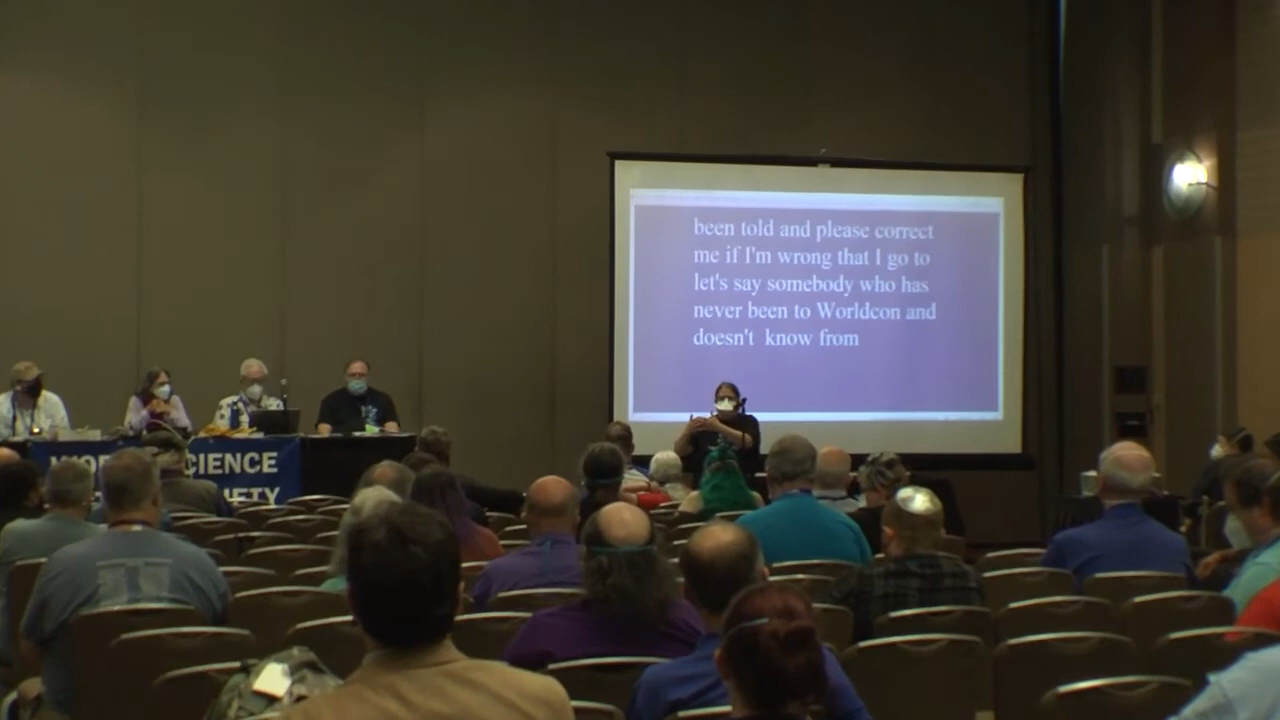 been told and please correct
me if I'm wrong that I go to
let's say somebody who has
never been to Worldcon and
doesn't  know from
SCIENCE